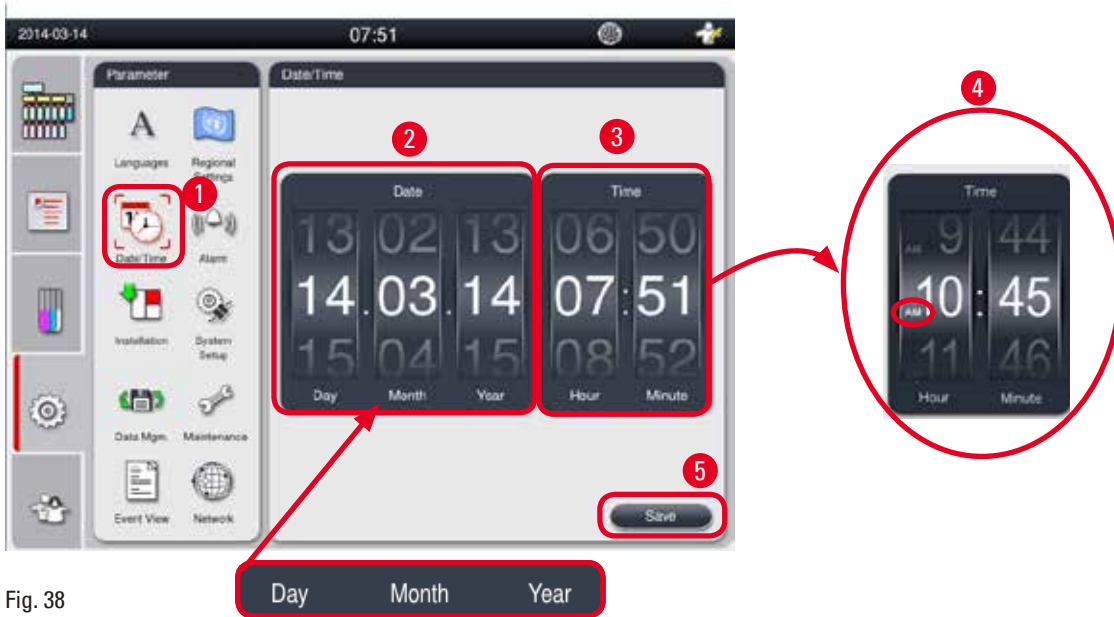 2014-03-14 07:51
Parameter
Date/Time
Languages
Regional Settings
Date/Time
Alarm
Installation
System Setup
Data Mgm.
Maintenance
Event View
Network
1
2
3
4
5
Date
13 02 13
14.03.14
15 04 15
Day Month Year
Time
06 50
07:51
08 52
Hour Minute
Save
Time
AM 9 44
AM 10:45
11 46
Hour Minute
Day Month Year
Fig. 38